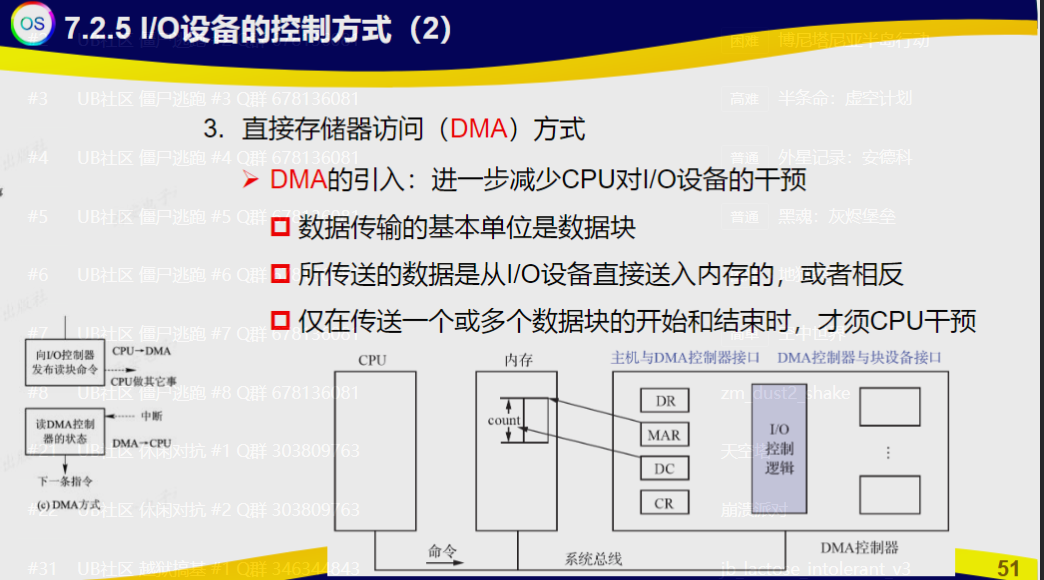 OS
7.2.5 I/O设备的控制方式（2）
困难 博尼塔尼亚半岛行动
#3 UB社区 僵尸逃跑 #3 Q群 678136081
高难 半条命：虚空计划
3. 直接存储器访问（DMA）方式
#4 UB社区 僵尸逃跑 #4 Q群 678136081
普通 外星记录：安德科
DMA的引入：进一步减少CPU对I/O设备的干预
#5 UB社区 僵尸逃跑 #5 Q群 678136081
普通 黑魂：灰烬堡垒
数据传输的基本单位是数据块
#6 UB社区 僵尸逃跑 #6 Q群 678136081
所传送的数据是从I/O设备直接送入内存的，或者相反
#7 UB社区 僵尸逃跑 #7 Q群 678136081
仅在传送一个或多个数据块的开始和结束时，才须CPU干预
向I/O控制器
发布读块命令
CPU→DMA
CPU做其它事
#8 UB社区 僵尸逃跑 #8 Q群 678136081
zm_dust2_shake
读DMA控制
器的状态
中断
DMA→CPU
#21 UB社区 休闲对抗 #1 Q群 303809763
下一条指令
(c) DMA方式
#22 UB社区 休闲对抗 #2 Q群 303809763
崩溃派对
CPU
内存
主机与DMA控制器接口
DMA控制器与块设备接口
count
DR
MAR
DC
CR
I/O
控制
逻辑
⋮
命令
系统总线
DMA控制器
#31 UB社区 越狱搞基 #1 Q群 346344843
jb_lactose_intolerant_v3
51